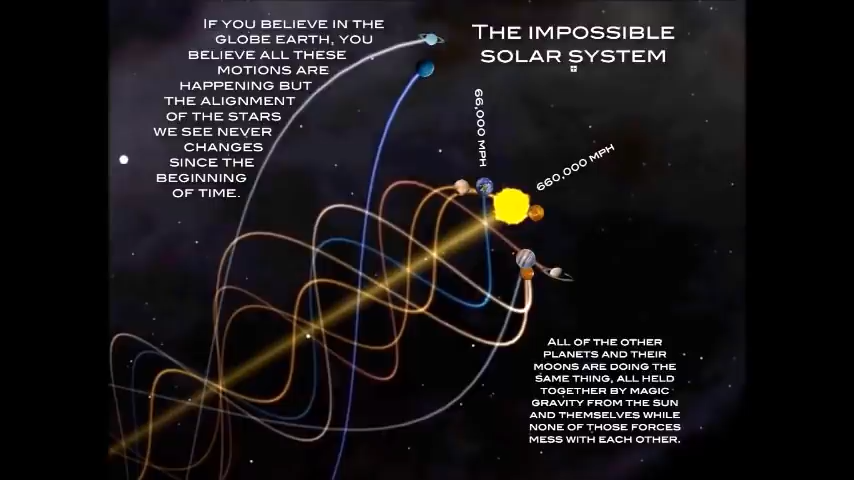 If you believe in the
globe earth, you
believe all these
motions are
happening but
the alignment
of the stars
we see never
changes
since the
beginning
of time.
The impossible
solar system
66,000 mph
660,000 mph
All of the other
planets and their
moons are doing the
same thing, all held
together by magic
gravity from the sun
and themselves while
none of those forces
mess with each other.